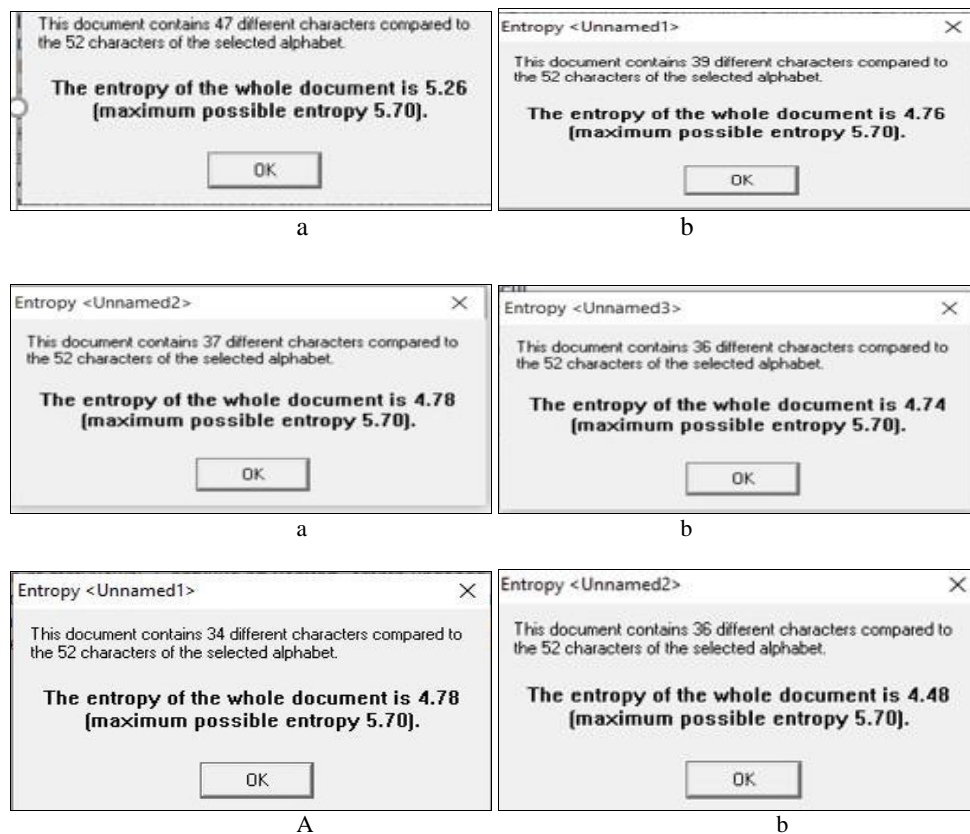 This document contains 47 different characters compared to
the 52 characters of the selected alphabet.
The entropy of the whole document is 5.26
(maximum possible entropy 5.70).
OK
a
Entropy <Unnamed1>
This document contains 39 different characters compared to
the 52 characters of the selected alphabet.
The entropy of the whole document is 4.76
(maximum possible entropy 5.70).
OK
b
Entropy <Unnamed2>
This document contains 37 different characters compared to
the 52 characters of the selected alphabet.
The entropy of the whole document is 4.78
(maximum possible entropy 5.70).
OK
a
Entropy <Unnamed3>
This document contains 36 different characters compared to
the 52 characters of the selected alphabet.
The entropy of the whole document is 4.74
(maximum possible entropy 5.70).
OK
b
Entropy <Unnamed1>
This document contains 34 different characters compared to
the 52 characters of the selected alphabet.
The entropy of the whole document is 4.78
(maximum possible entropy 5.70).
OK
A
Entropy <Unnamed2>
This document contains 36 different characters compared to
the 52 characters of the selected alphabet.
The entropy of the whole document is 4.48
(maximum possible entropy 5.70).
OK
b